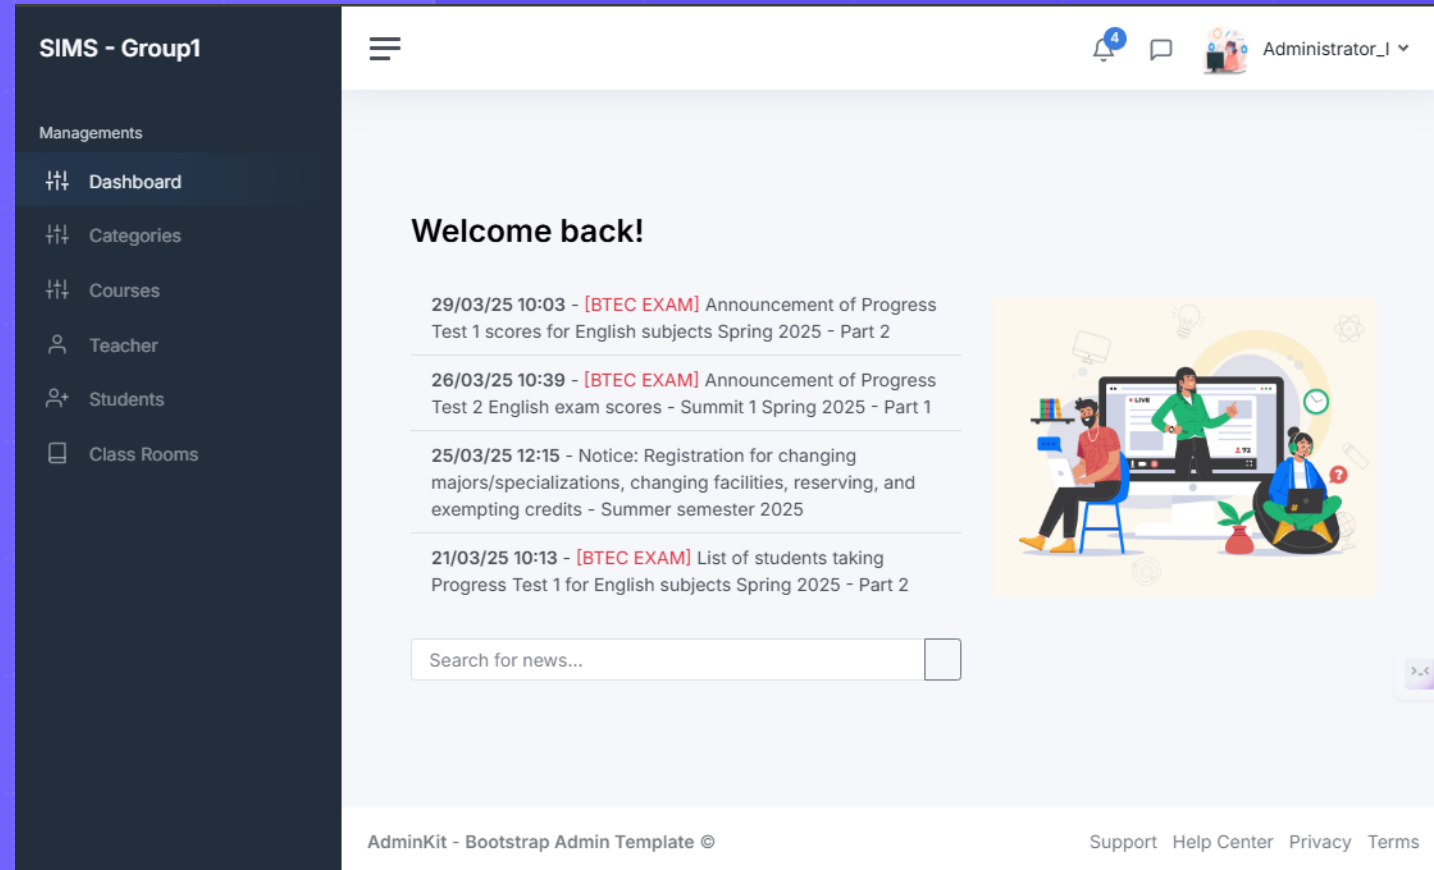 SIMS - Group1
4
Administrator_I
Managements
Dashboard
Categories
Courses
Teacher
Students
Class Rooms
Welcome back!
29/03/25 10:03 - [BTEC EXAM] Announcement of Progress
Test 1 scores for English subjects Spring 2025 - Part 2
26/03/25 10:39 - [BTEC EXAM] Announcement of Progress
Test 2 English exam scores - Summit 1 Spring 2025 - Part 1
25/03/25 12:15 - Notice: Registration for changing
majors/specializations, changing facilities, reserving, and
exempting credits - Summer semester 2025
21/03/25 10:13 - [BTEC EXAM] List of students taking
Progress Test 1 for English subjects Spring 2025 - Part 2
LIVE
72
?
#
Search for news...
>_<
AdminKit - Bootstrap Admin Template ©
Support Help Center Privacy Terms